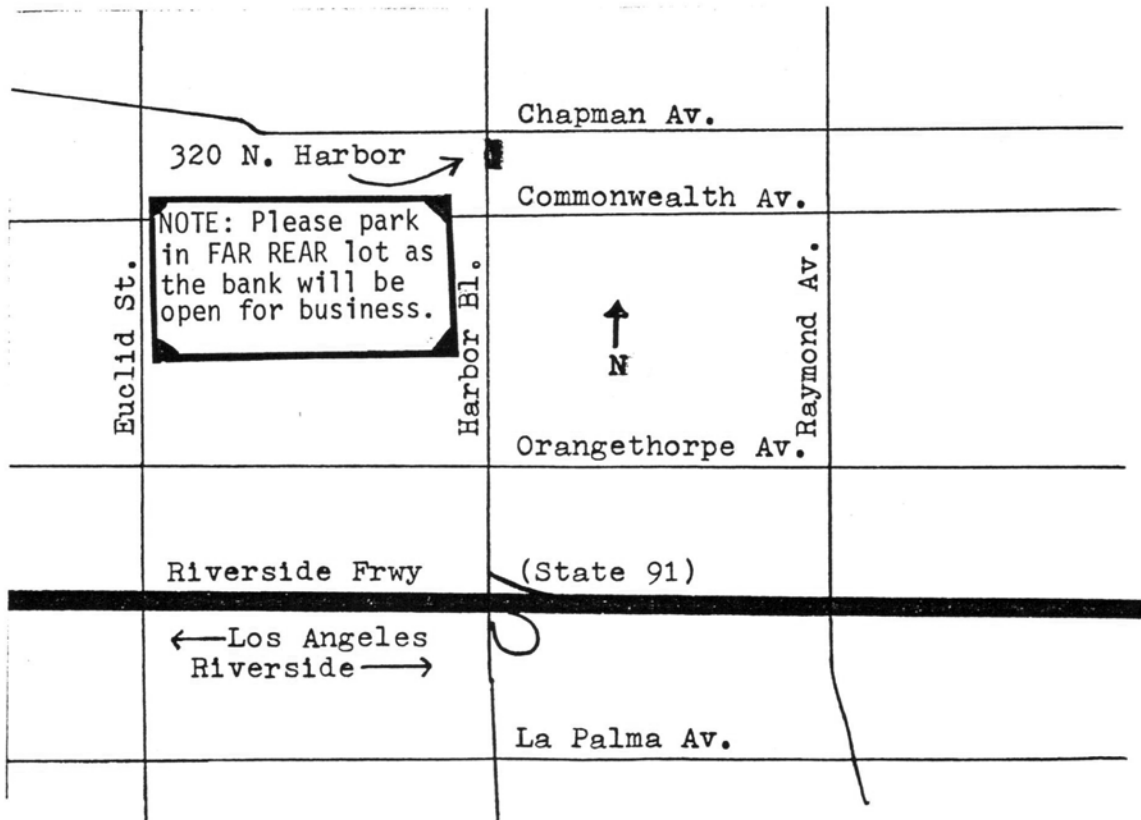 Chapman Av.
320 N. Harbor
Commonwealth Av.
NOTE: Please park
in FAR REAR lot as
the bank will be
open for business.
Euclid St.
Harbor Bl.
Raymond Av.
N
Orangethorpe Av.
Riverside Frwy (State 91)
←Los Angeles
Riverside→
La Palma Av.